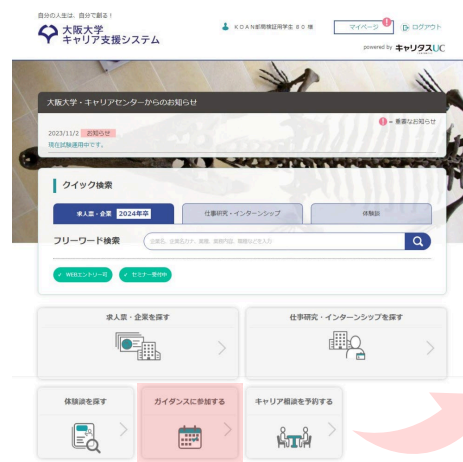 自分の人生は、自分で創る！
大阪大学
キャリア支援システム
KOAN部局検証用学生80 様
マイページ
ログアウト
powered by キャリタスUC
大阪大学・キャリアセンターからのお知らせ
! = 重要なお知らせ
2023/11/2 お知らせ
現在試験運用中です。
クイック検索
求人票・企業 2024年卒
仕事研究・インターンシップ
体験談
フリーワード検索
✓ WEBエントリー可
✓ セミナー受付中
求人票・企業を探す
仕事研究・インターンシップを探す
体験談を探す
ガイダンスに参加する
キャリア相談を予約する